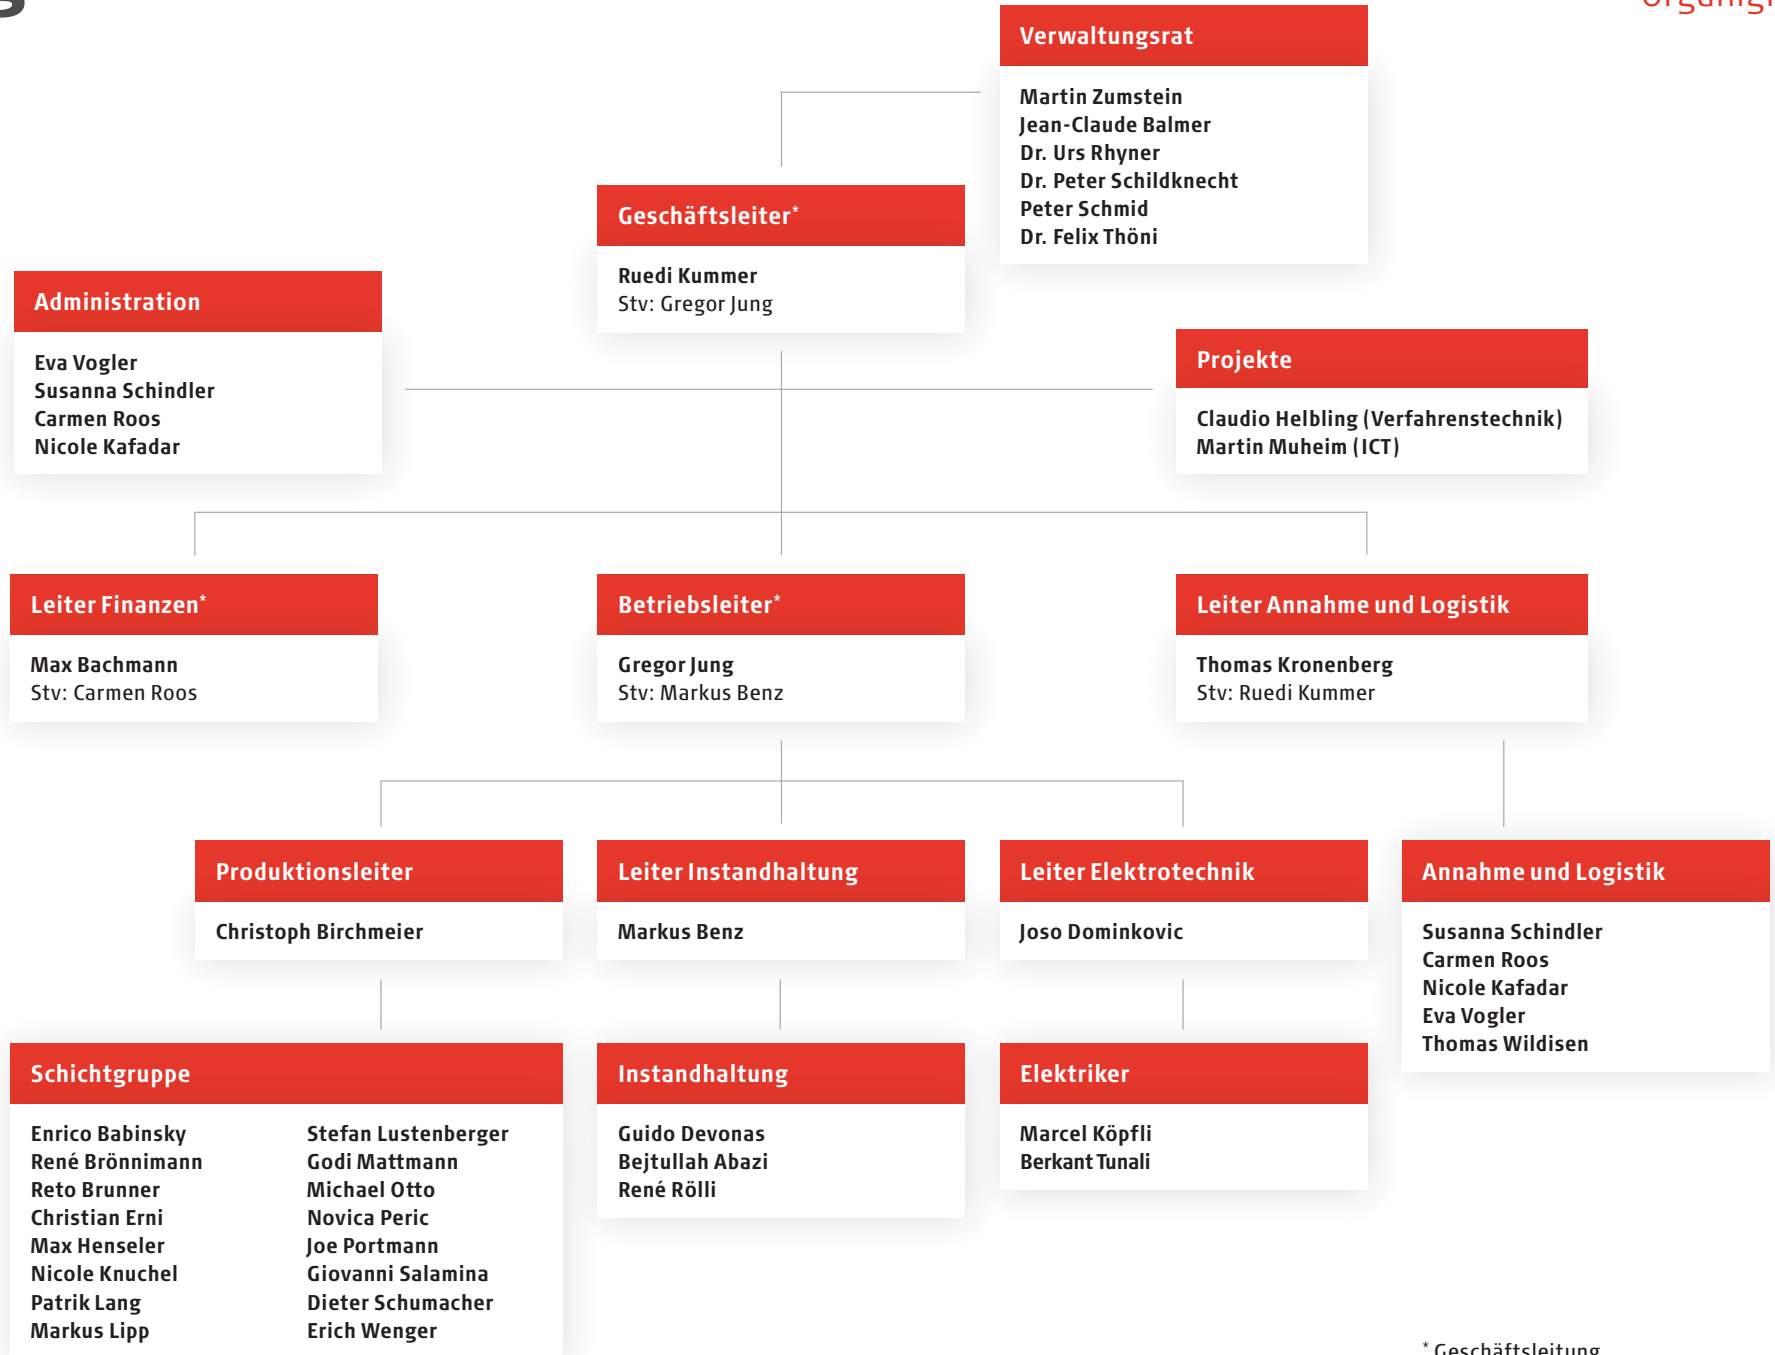 Verwaltungsrat
Martin Zumstein
Jean-Claude Balmer
Dr. Urs Rhyner
Dr. Peter Schildknecht
Peter Schmid
Dr. Felix Thöni
Geschäftsleiter*
Ruedi Kummer
Stv: Gregor Jung
Administration
Eva Vogler
Susanna Schindler
Carmen Roos
Nicole Kafadar
Projekte
Claudio Helbling (Verfahrenstechnik)
Martin Muheim (ICT)
Leiter Finanzen*
Max Bachmann
Stv: Carmen Roos
Betriebsleiter*
Gregor Jung
Stv: Markus Benz
Leiter Annahme und Logistik
Thomas Kronenberg
Stv: Ruedi Kummer
Produktionsleiter
Christoph Birchmeier
Leiter Instandhaltung
Markus Benz
Leiter Elektrotechnik
Joso Dominkovic
Annahme und Logistik
Susanna Schindler
Carmen Roos
Nicole Kafadar
Eva Vogler
Thomas Wildisen
Schichtgruppe
Enrico Babinsky
René Brönnimann
Reto Brunner
Christian Erni
Max Henseler
Nicole Knuchel
Patrik Lang
Markus Lipp
Stefan Lustenberger
Godi Mattmann
Michael Otto
Novica Peric
Joe Portmann
Giovanni Salamina
Dieter Schumacher
Erich Wenger
Instandhaltung
Guido Devonas
Bejtullah Abazi
René Rölli
Elektriker
Marcel Köpfli
Berkant Tunali
* Geschäftsleitung